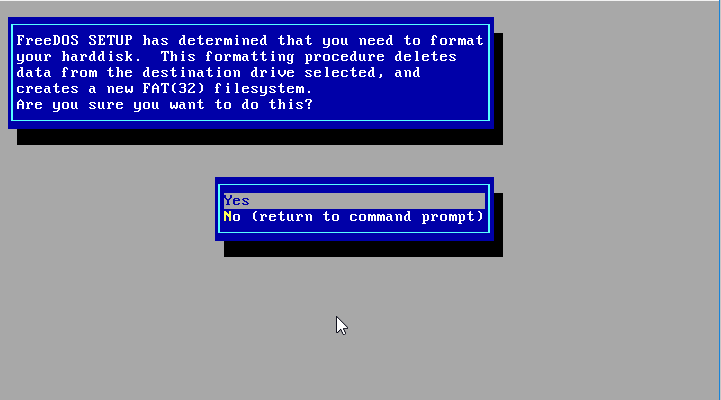 FreeDOS SETUP has determined that you need to format
your harddisk.  This formatting procedure deletes
data from the destination drive selected, and
creates a new FAT(32) filesystem.
Are you sure you want to do this?
Yes
No (return to command prompt)